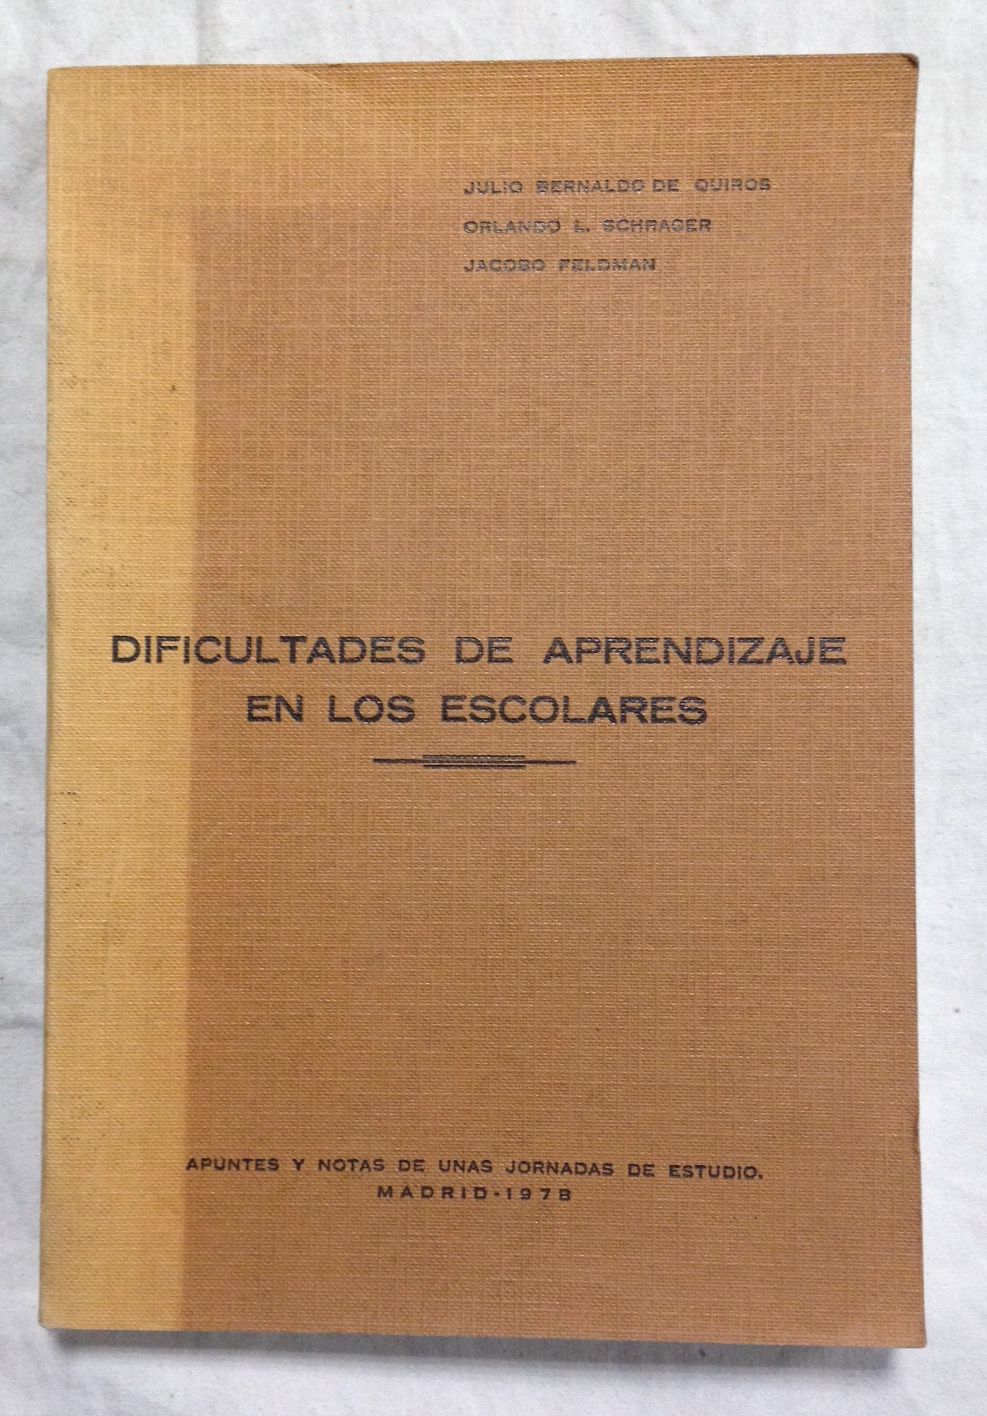 JULIO BERNALDO DE QUIROS
ORLANDO L. SCHRAGER
JACOBO FELDMAN
DIFICULTADES DE APRENDIZAJE
EN LOS ESCOLARES
APUNTES Y NOTAS DE UNAS JORNADAS DE ESTUDIO.
MADRID-1978